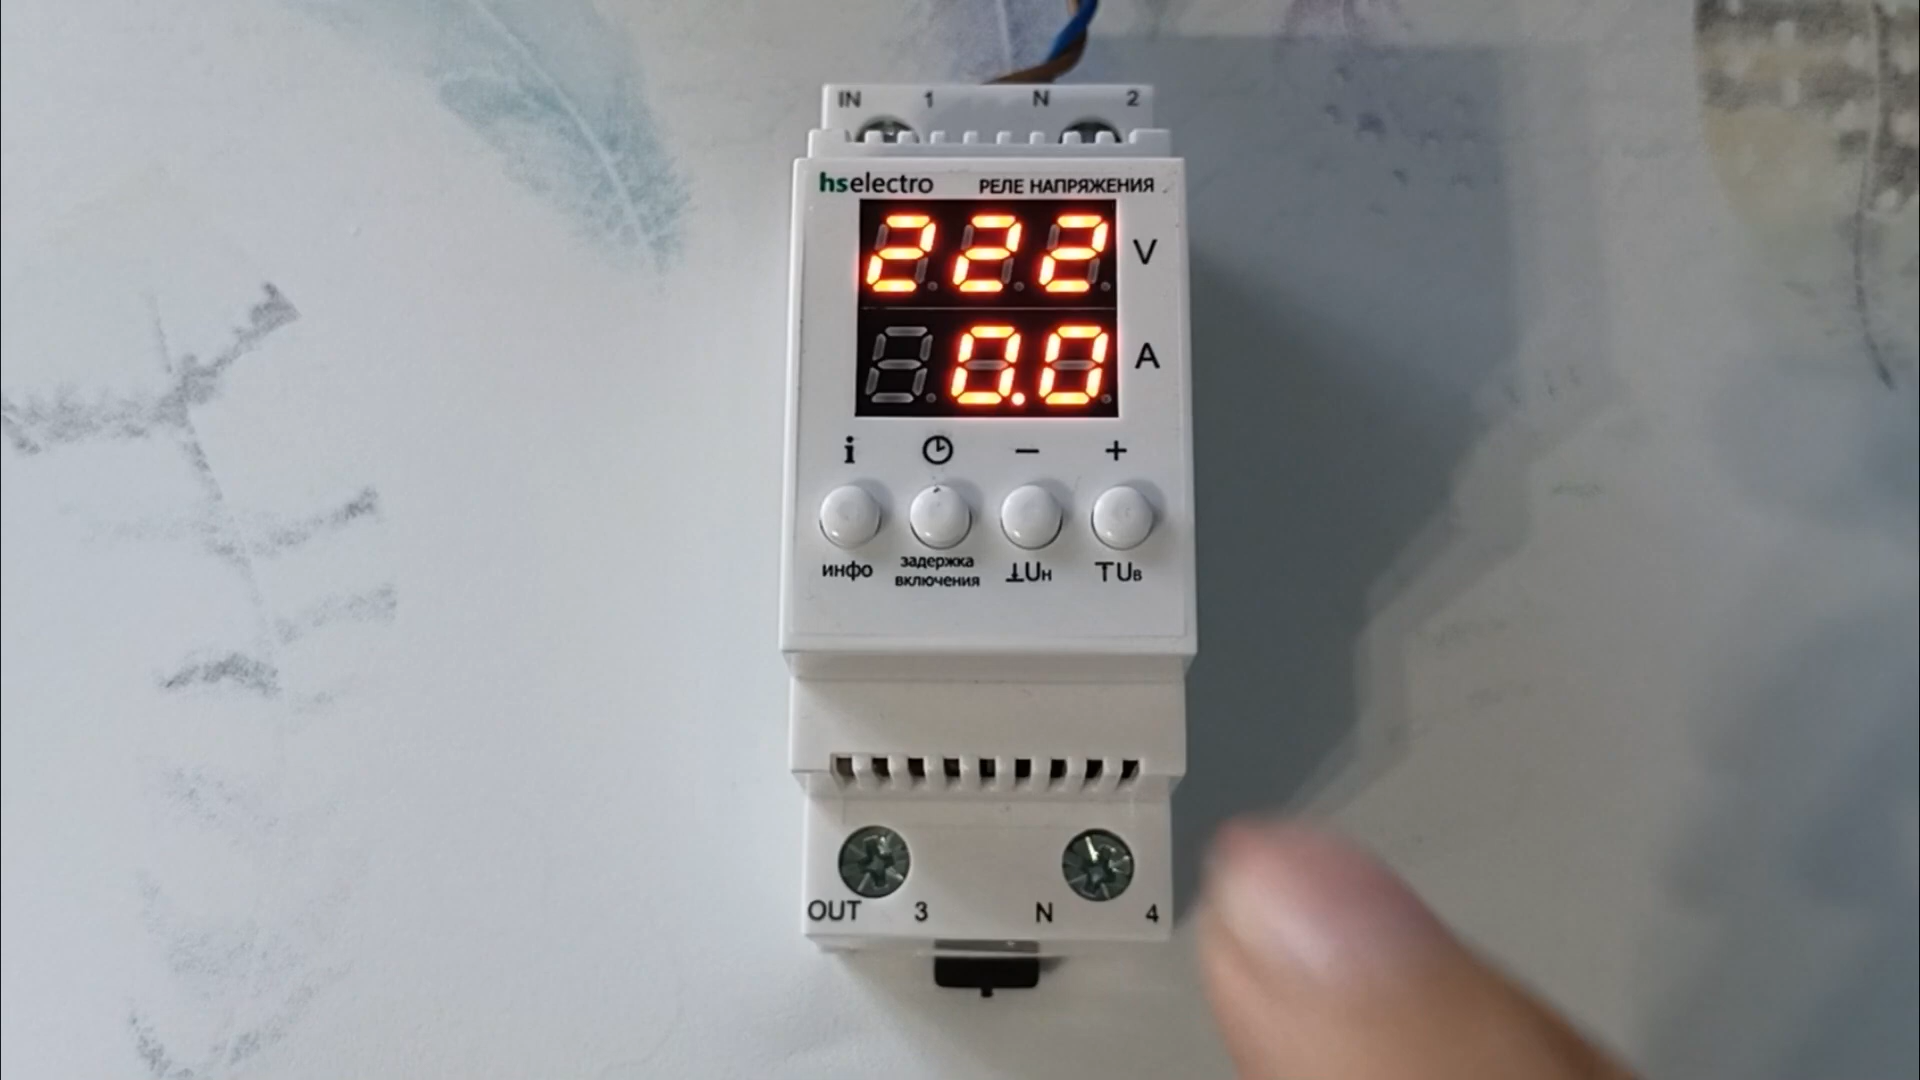 IN 1 N 2
hselectro РЕЛЕ НАПРЯЖЕНИЯ
222 V
0.0 A
i - +
инфо задержка включения ⊥Uн ⊤Uв
OUT 3 N 4